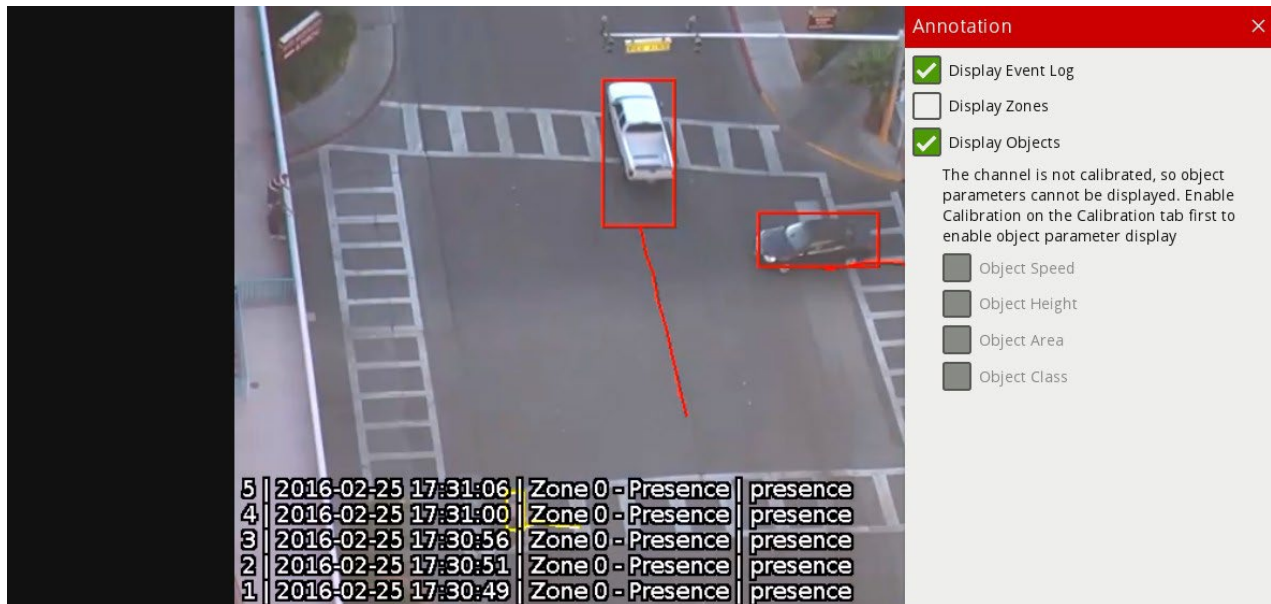 5 | 2016-02-25 17:31:06 | Zone 0 - Presence | presence
4 | 2016-02-25 17:31:00 | Zone 0 - Presence | presence
3 | 2016-02-25 17:30:56 | Zone 0 - Presence | presence
2 | 2016-02-25 17:30:51 | Zone 0 - Presence | presence
1 | 2016-02-25 17:30:49 | Zone 0 - Presence | presence
Annotation
Display Event Log
Display Zones
Display Objects
The channel is not calibrated, so object
parameters cannot be displayed. Enable
Calibration on the Calibration tab first to
enable object parameter display
Object Speed
Object Height
Object Area
Object Class